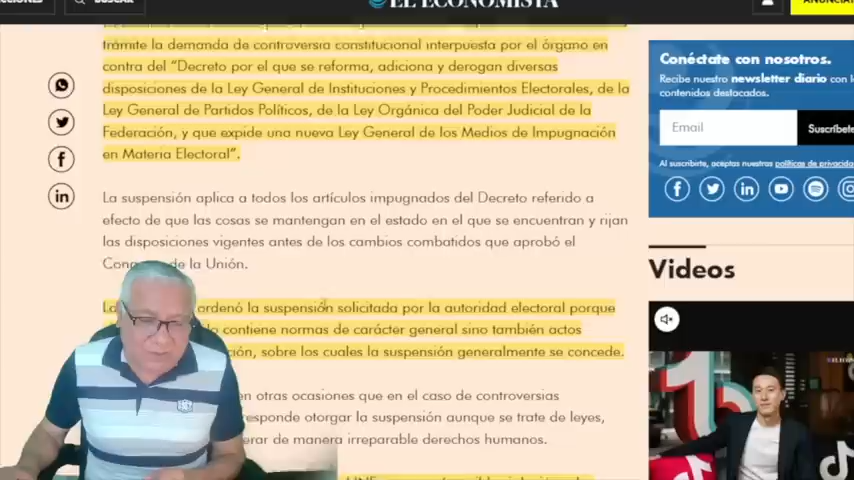 BUSCAR
EL ECONOMISTA
trámite la demanda de controversia constitucional interpuesta por el órgano en
contra del “Decreto por el que se reforma, adiciona y derogan diversas
disposiciones de la Ley General de Instituciones y Procedimientos Electorales, de la
Ley General de Partidos Políticos, de la Ley Orgánica del Poder Judicial de la
Federación, y que expide una nueva Ley General de los Medios de Impugnación
en Materia Electoral”.
La suspensión aplica a todos los artículos impugnados del Decreto referido a
efecto de que las cosas se mantengan en el estado en el que se encuentran y rijan
las disposiciones vigentes antes de los cambios combatidos que aprobó el
de la Unión.
ordenó la suspensión solicitada por la autoridad electoral porque
contiene normas de carácter general sino también actos
sobre los cuales la suspensión generalmente se concede.
en otras ocasiones que en el caso de controversias
otorgar la suspensión aunque se trate de leyes,
de manera irreparable derechos humanos.
Conéctate con nosotros.
Recibe nuestro newsletter diario con
contenidos destacados.
Email
Suscríbete
Al suscribirte, aceptas nuestras políticas de privacida
Videos